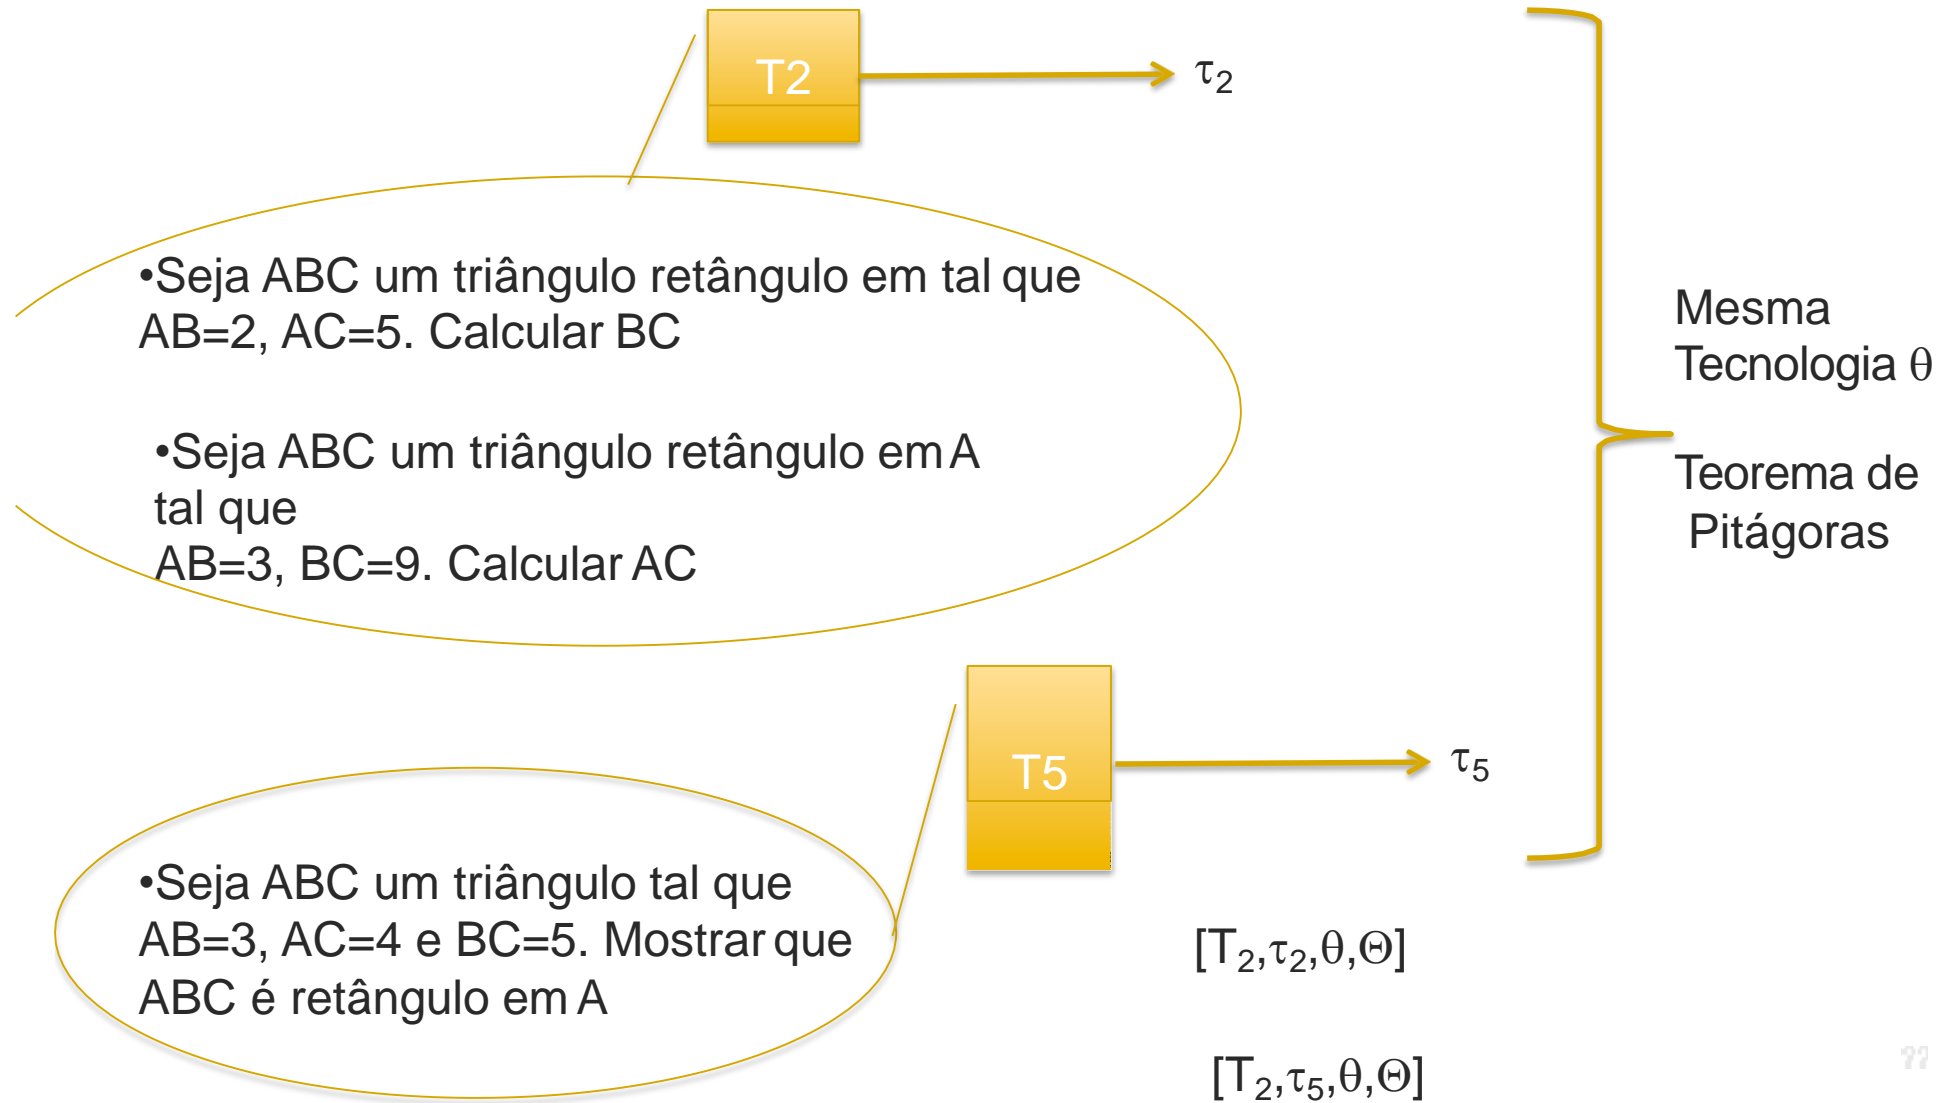 T2
τ₂
•Seja ABC um triângulo retângulo em tal que
AB=2, AC=5. Calcular BC
•Seja ABC um triângulo retângulo em A
tal que
AB=3, BC=9. Calcular AC
Mesma
Tecnologia θ
Teorema de
Pitágoras
T5
τ₅
•Seja ABC um triângulo tal que
AB=3, AC=4 e BC=5. Mostrar que
ABC é retângulo em A
[T₂,τ₂,θ,Θ]
[T₂,τ₅,θ,Θ]